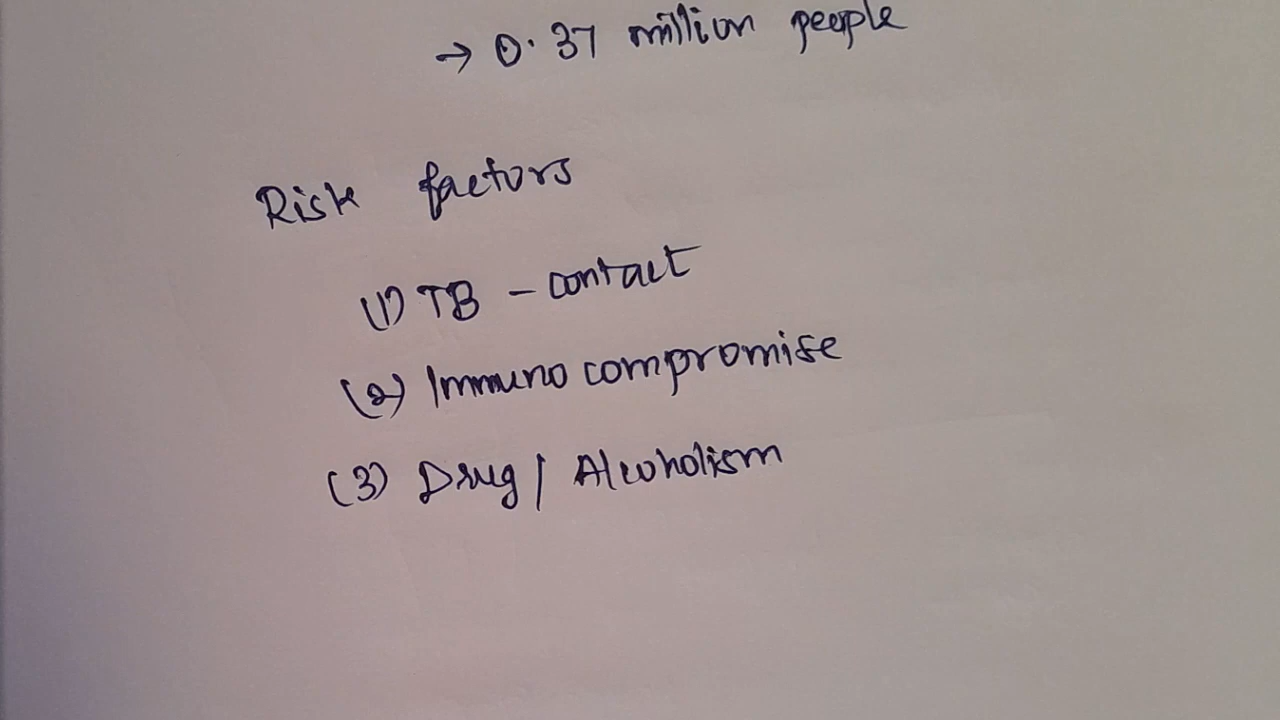 → 0.37 million people
Risk factors
(1) TB - contact
(2) Immuno compromise
(3) Drug / Alcoholism